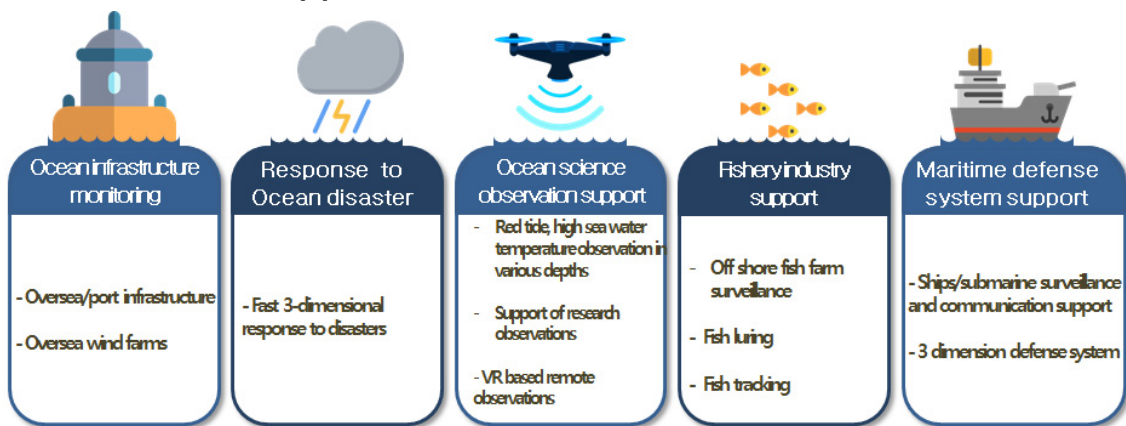 Ocean infrastructure
monitoring
- Oversea/port infrastructure
- Oversea wind farms
Response to
Ocean disaster
- Fast 3-dimensional
response to disasters
Ocean science
observation support
- Red tide, high sea water
temperature observation in
various depths
- Support of research
observations
- VR based remote
observations
Fishery industry
support
- Off shore fish farm
surveillance
- Fish luring
- Fish tracking
Maritime defense
system support
- Ships/submarine surveillance
and communication support
- 3 dimension defense system